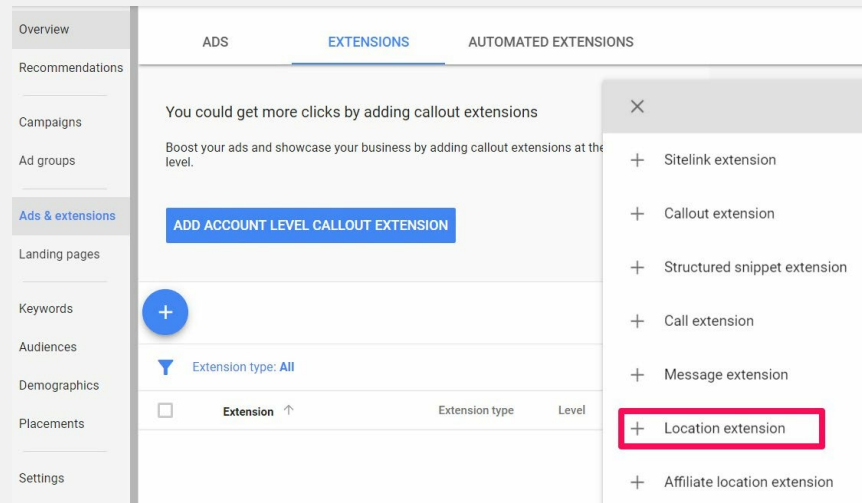 Overview
Recommendations
Campaigns
Ad groups
Ads & extensions
Landing pages
Keywords
Audiences
Demographics
Placements
Settings
ADS
EXTENSIONS
AUTOMATED EXTENSIONS
You could get more clicks by adding callout extensions
Boost your ads and showcase your business by adding callout extensions at the
level.
ADD ACCOUNT LEVEL CALLOUT EXTENSION
Extension type: All
Extension
Extension type
Level
Sitelink extension
Callout extension
Structured snippet extension
Call extension
Message extension
Location extension
Affiliate location extension